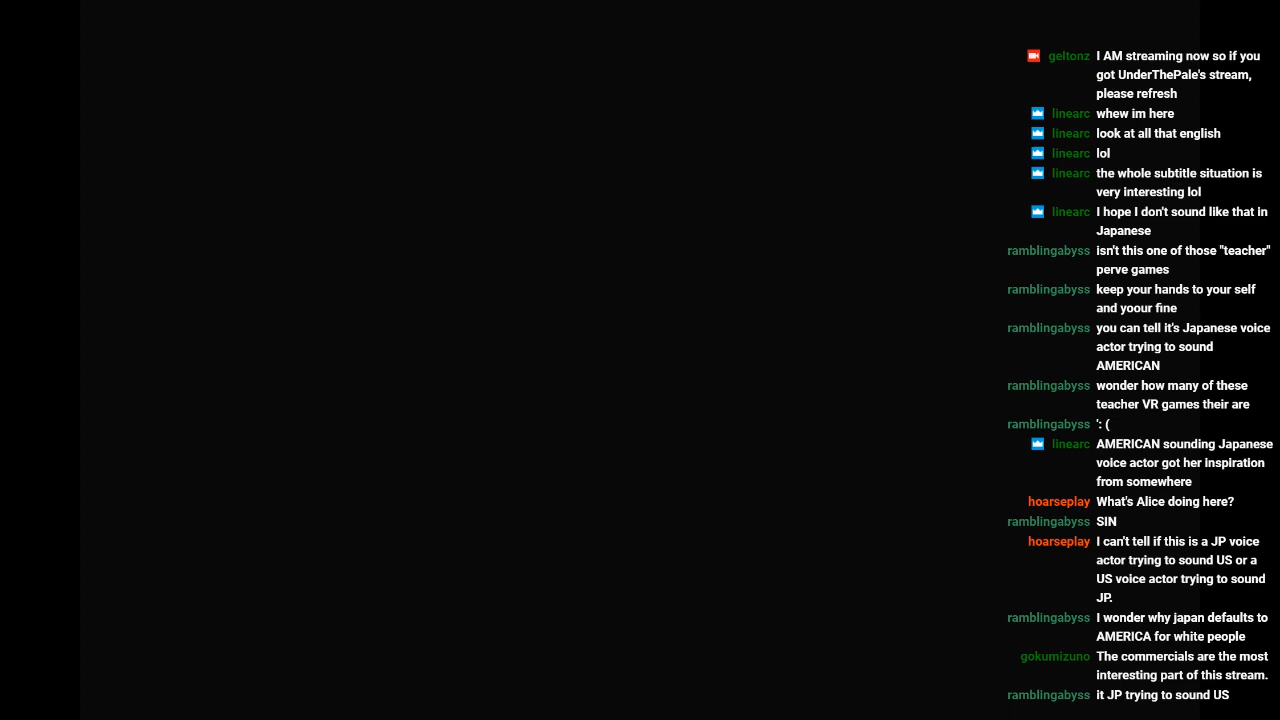 geltonz I AM streaming now so if you
got UnderThePale's stream,
please refresh
linearc whew im here
linearc look at all that english
linearc lol
linearc the whole subtitle situation is
very interesting lol
linearc I hope I don't sound like that in
Japanese
ramblingabyss isn't this one of those "teacher"
perve games
ramblingabyss keep your hands to your self
and yoour fine
ramblingabyss you can tell it's Japanese voice
actor trying to sound
AMERICAN
ramblingabyss wonder how many of these
teacher VR games their are
ramblingabyss ': (
linearc AMERICAN sounding Japanese
voice actor got her inspiration
from somewhere
hoarseplay What's Alice doing here?
ramblingabyss SIN
hoarseplay I can't tell if this is a JP voice
actor trying to sound US or a
US voice actor trying to sound
JP.
ramblingabyss I wonder why japan defaults to
AMERICA for white people
gokumizuno The commercials are the most
interesting part of this stream.
ramblingabyss it JP trying to sound US